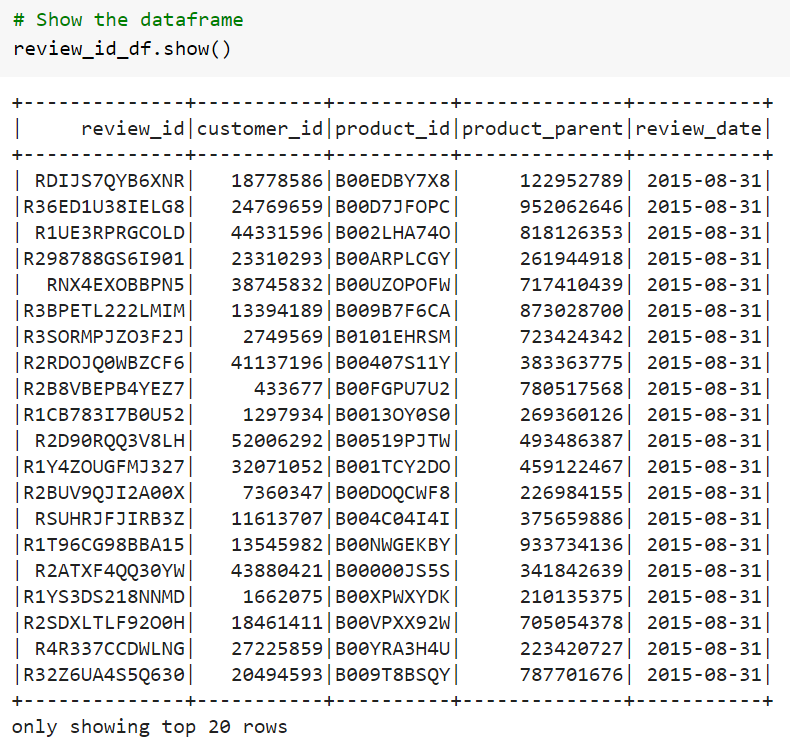 # Show the dataframe
review_id_df.show()
+--------------+-----------+----------+--------------+-----------+
|     review_id|customer_id|product_id|product_parent|review_date|
+--------------+-----------+----------+--------------+-----------+
| RDIJS7QYB6XNR|   18778586|B00EDBY7X8|     122952789| 2015-08-31|
|R36ED1U38IELG8|   24769659|B00D7JFOPC|     952062646| 2015-08-31|
| R1UE3RPRGCOLD|   44331596|B002LHA74O|     818126353| 2015-08-31|
|R298788GS6I901|   23310293|B00ARPLCGY|     261944918| 2015-08-31|
|  RNX4EXOBBPN5|   38745832|B00UZOPOFW|     717410439| 2015-08-31|
|R3BPETL222LMIM|   13394189|B009B7F6CA|     873028700| 2015-08-31|
|R3SORMPJZO3F2J|    2749569|B0101EHRSM|     723424342| 2015-08-31|
|R2RDOJQ0WBZCF6|   41137196|B00407S11Y|     383363775| 2015-08-31|
|R2B8VBEPB4YEZ7|     433677|B00FGPU7U2|     780517568| 2015-08-31|
|R1CB783I7B0U52|    1297934|B0013OY0S0|     269360126| 2015-08-31|
| R2D90RQQ3V8LH|   52006292|B00519PJTW|     493486387| 2015-08-31|
|R1Y4ZOUGFMJ327|   32071052|B001TCY2DO|     459122467| 2015-08-31|
|R2BUV9QJI2A00X|    7360347|B00DOQCWF8|     226984155| 2015-08-31|
| RSUHRJFJIRB3Z|   11613707|B004C04I4I|     375659886| 2015-08-31|
|R1T96CG98BBA15|   13545982|B00NWGEKBY|     933734136| 2015-08-31|
| R2ATXF4QQ30YW|   43880421|B00000JS5S|     341842639| 2015-08-31|
|R1YS3DS218NNMD|    1662075|B00XPWXYDK|     210135375| 2015-08-31|
|R2SDXLTLF92O0H|   18461411|B00VPXX92W|     705054378| 2015-08-31|
| R4R337CCDWLNG|   27225859|B00YRA3H4U|     223420727| 2015-08-31|
|R32Z6UA4S5Q630|   20494593|B009T8BSQY|     787701676| 2015-08-31|
+--------------+-----------+----------+--------------+-----------+
only showing top 20 rows